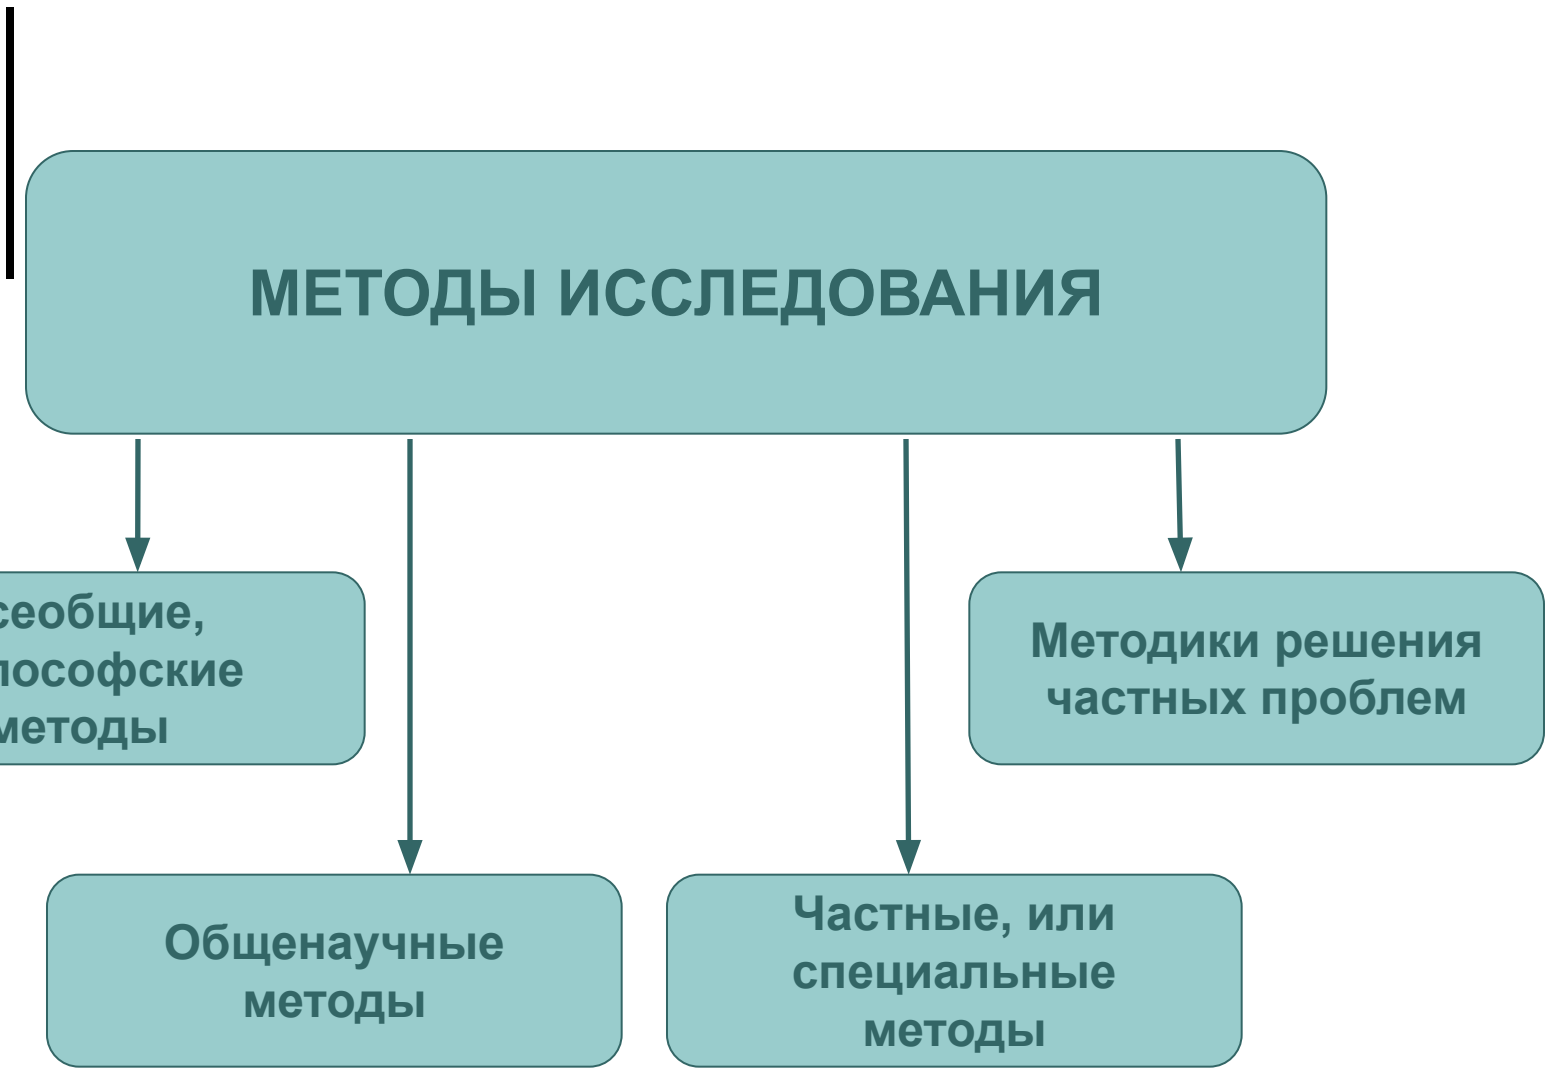 МЕТОДЫ ИССЛЕДОВАНИЯ
сеобщие,
лософские
методы
Методики решения
частных проблем
Общенаучные
методы
Частные, или
специальные
методы